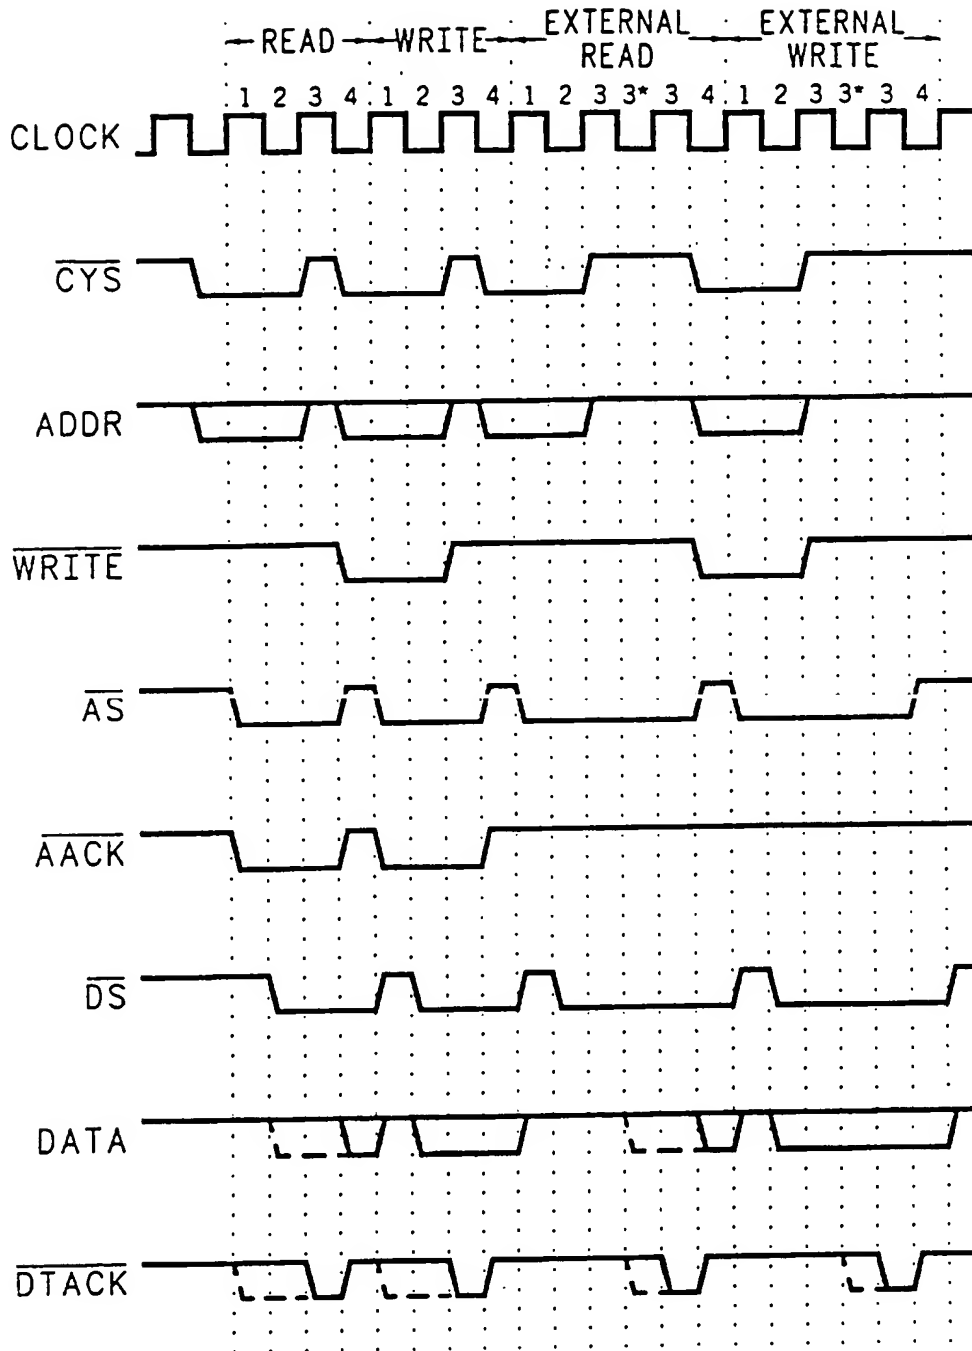 READ WRITE EXTERNAL READ EXTERNAL WRITE
1 2 3 4 1 2 3 4 1 2 3 3* 3 4 1 2 3 3* 3 4
CLOCK
CYS
ADDR
WRITE
AS
AACK
DS
DATA
DTACK